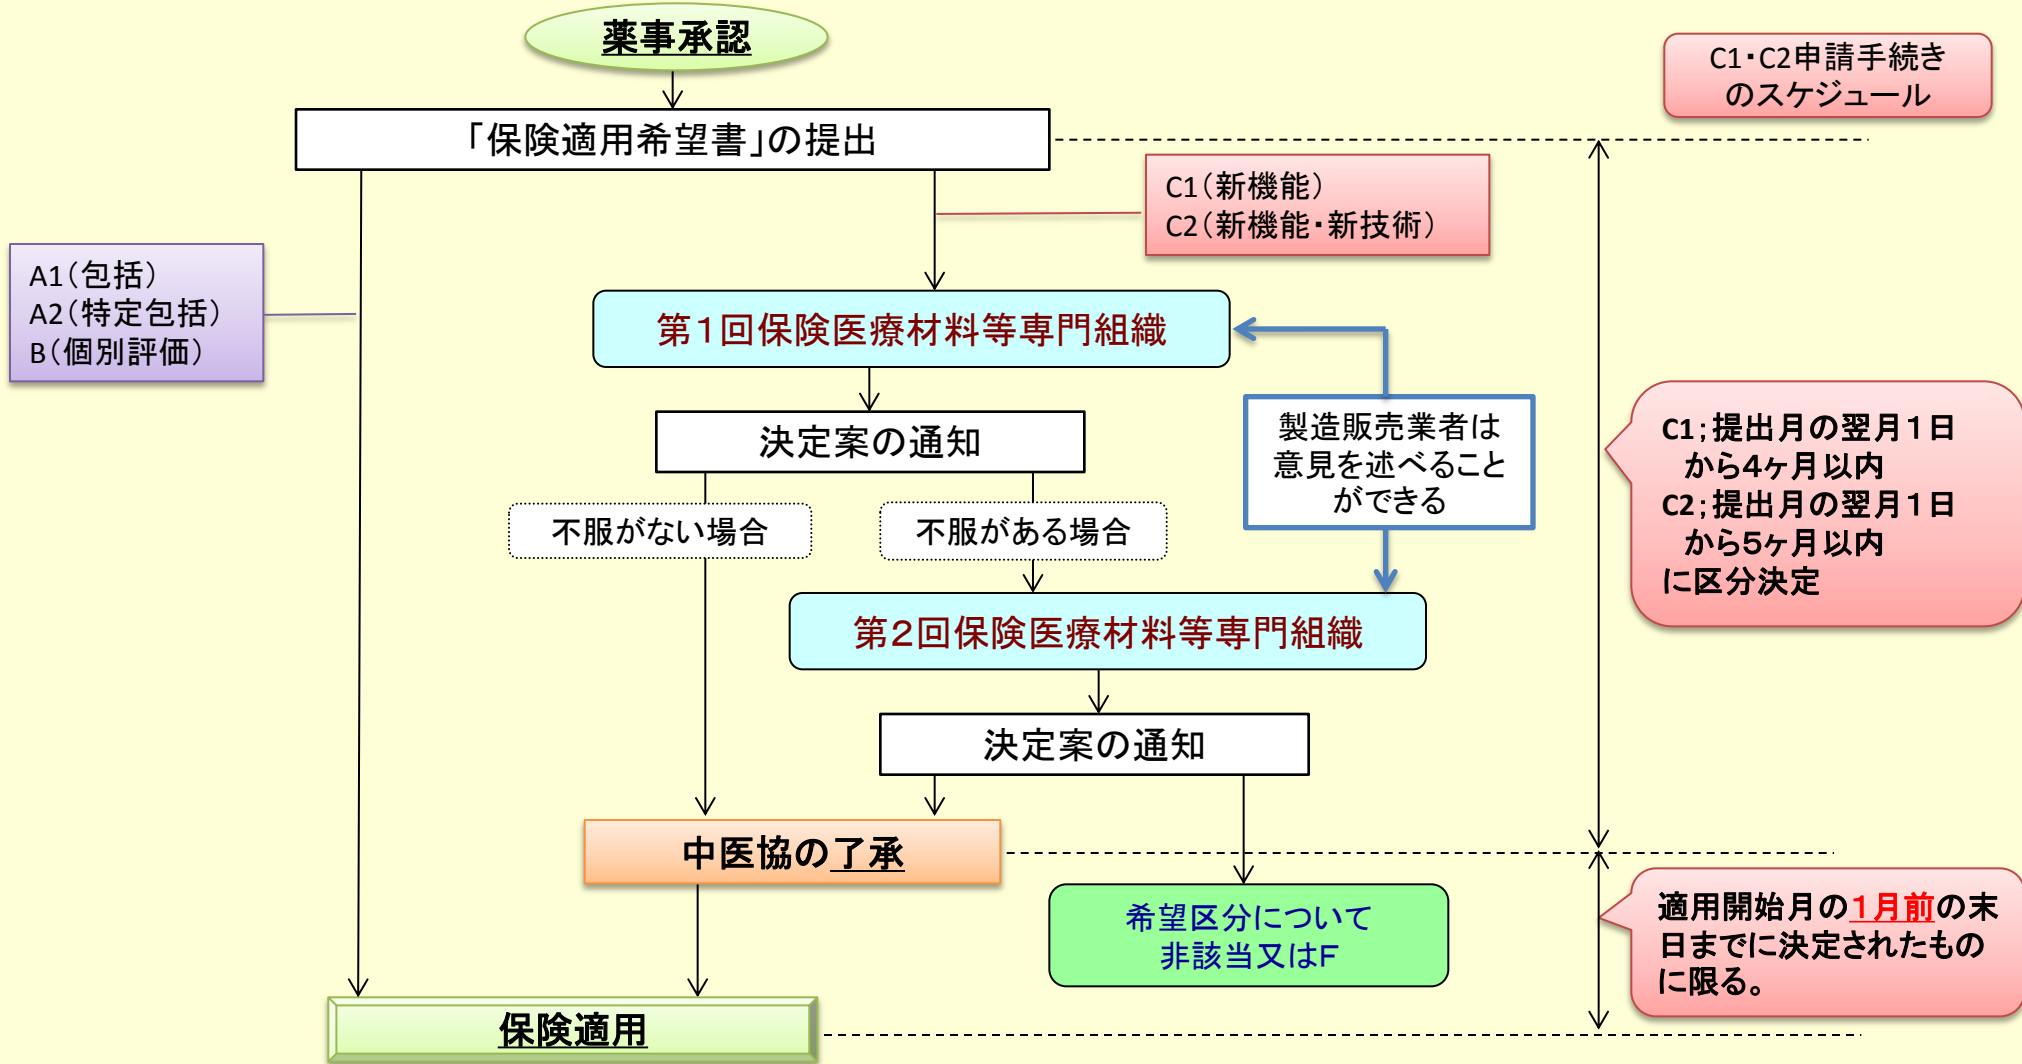 薬事承認
C1・C2申請手続き
のスケジュール
「保険適用希望書」の提出
C1（新機能）
C2（新機能・新技術）
A1（包括）
A2（特定包括）
B（個別評価）
第１回保険医療材料等専門組織
決定案の通知
製造販売業者は
意見を述べること
ができる
C1；提出月の翌月１日
から４ヶ月以内
C2；提出月の翌月１日
から５ヶ月以内
に区分決定
不服がない場合
不服がある場合
第２回保険医療材料等専門組織
決定案の通知
中医協の了承
希望区分について
非該当又はF
適用開始月の１月前の末
日までに決定されたもの
に限る。
保険適用